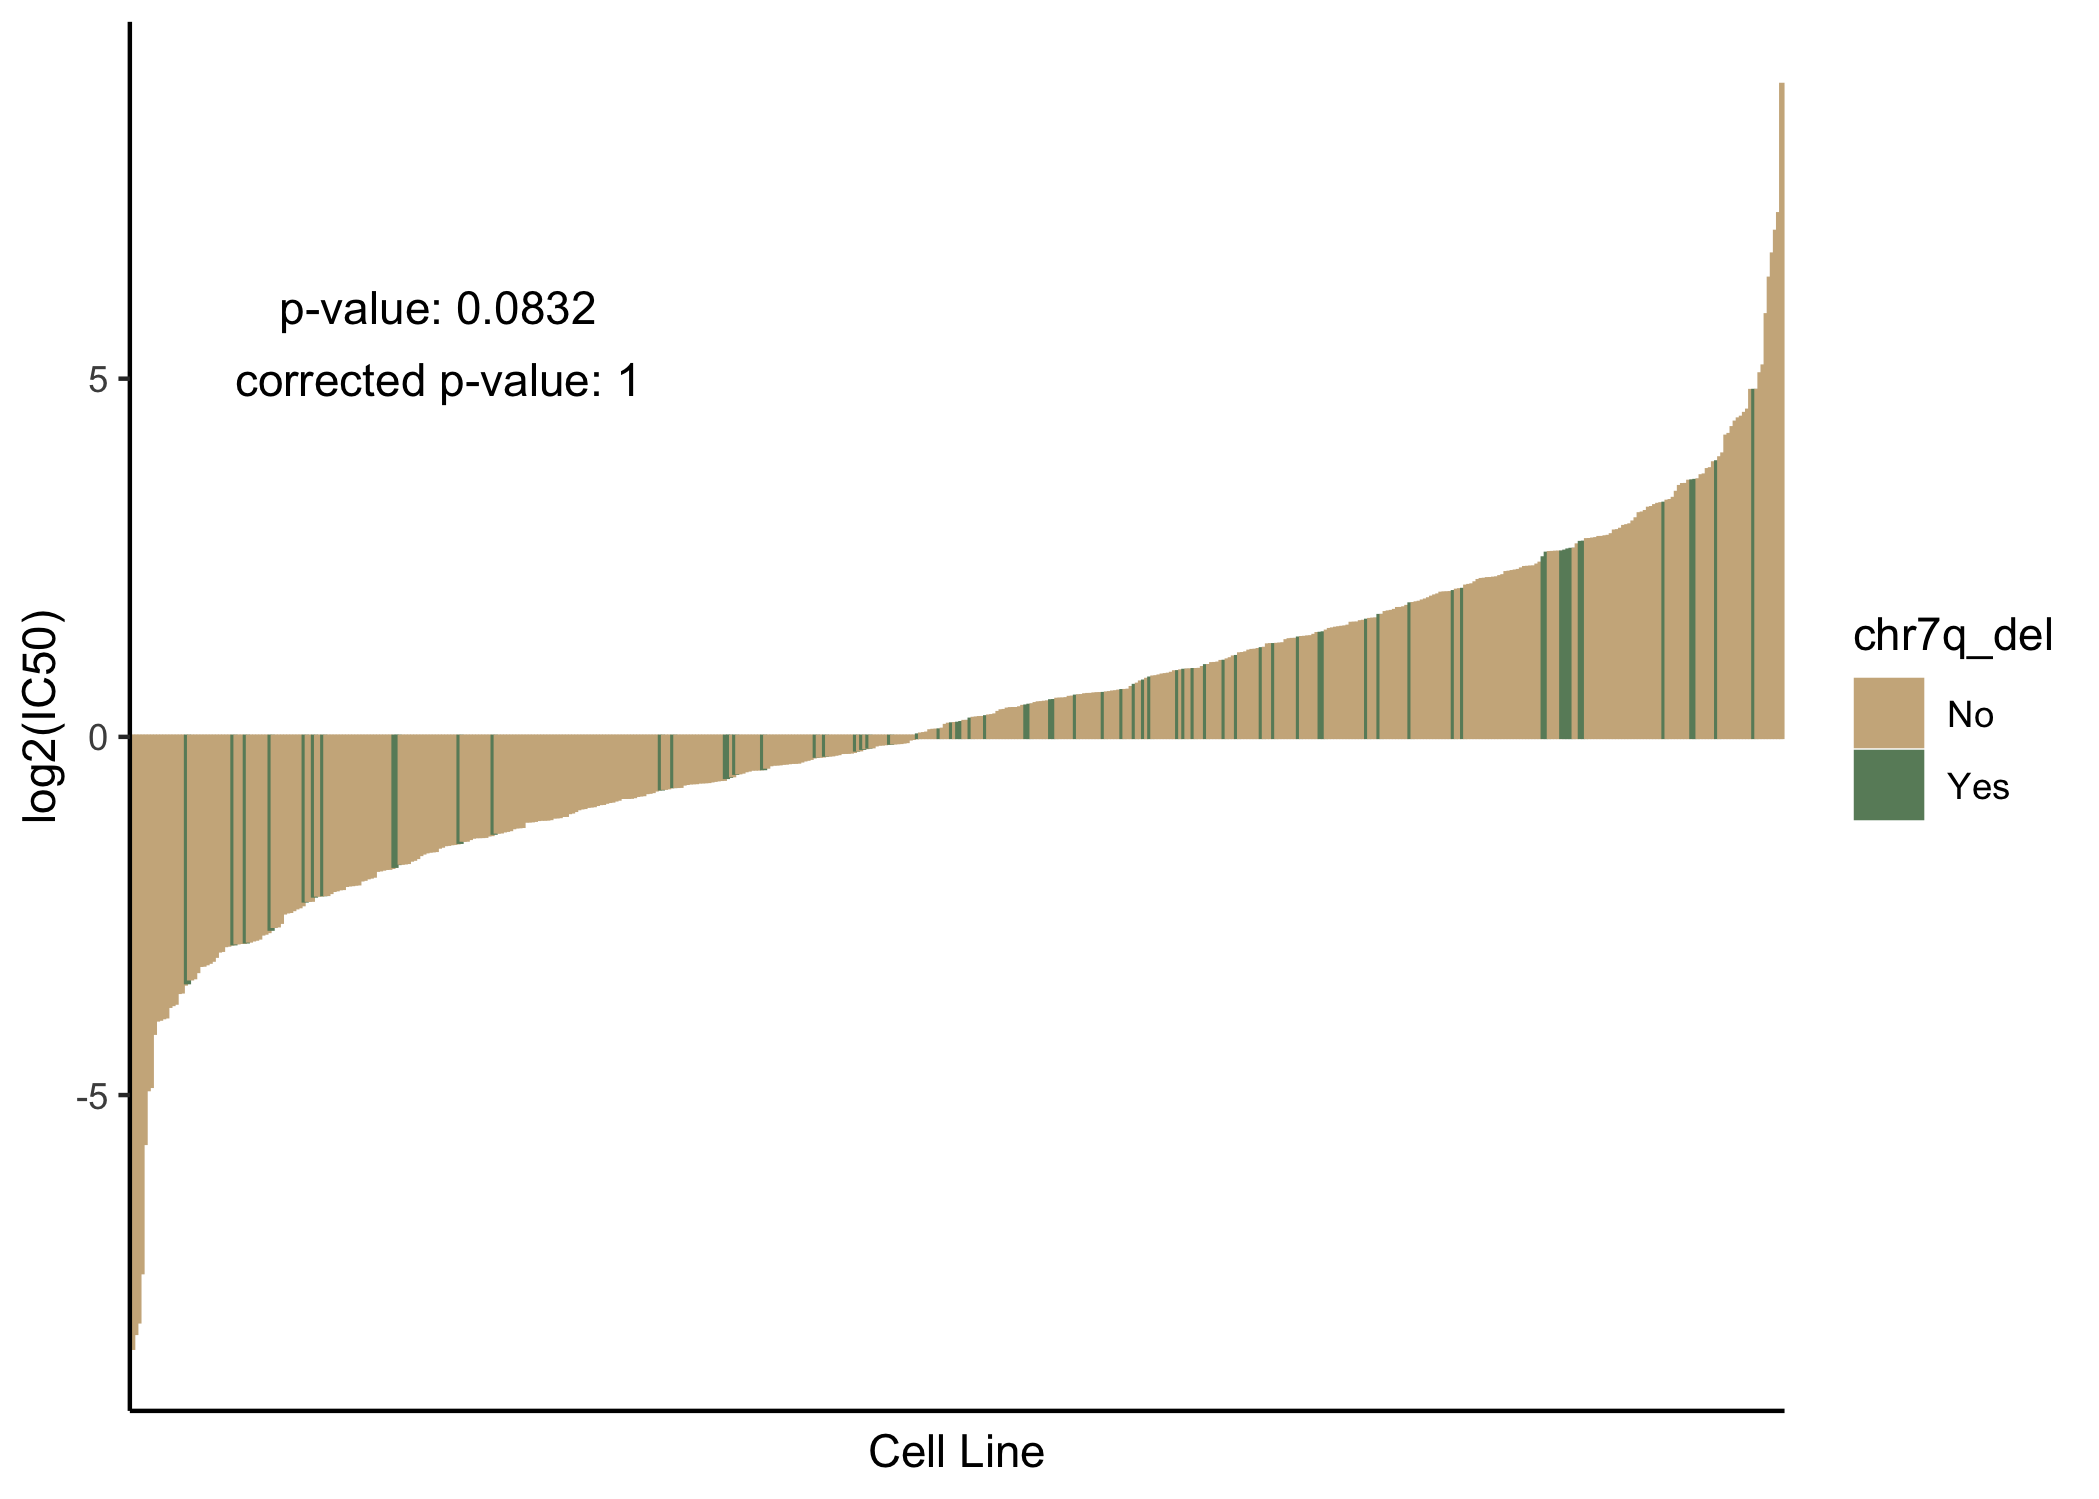 p-value: 0.0832
corrected p-value: 1
5
0
-5
log2(IC50)
Cell Line
chr7q_del
No
Yes